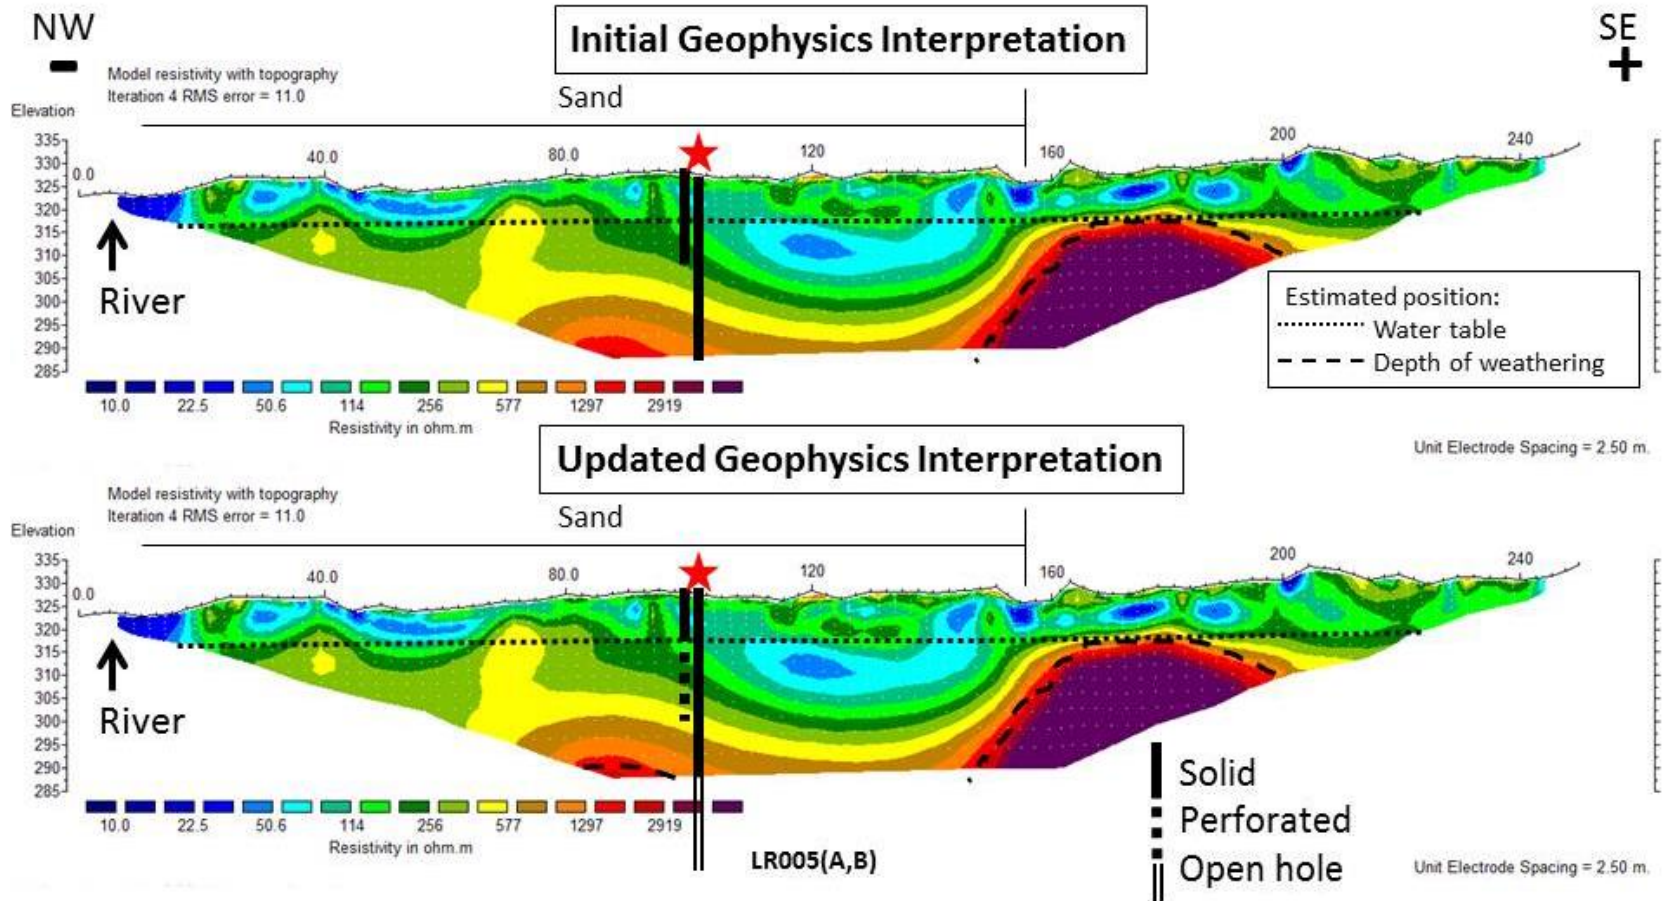 NW
-
Initial Geophysics Interpretation
SE
+
Model resistivity with topography
Iteration 4 RMS error = 11.0
Sand
Elevation
335
330
325
320
315
310
305
300
295
290
285
0.0
40.0
80.0
120
160
200
240
River
Estimated position:
Water table
Depth of weathering
10.0 22.5 50.6 114 256 577 1297 2919
Resistivity in ohm.m
Unit Electrode Spacing = 2.50 m.
Updated Geophysics Interpretation
Model resistivity with topography
Iteration 4 RMS error = 11.0
Sand
Elevation
335
330
325
320
315
310
305
300
295
290
285
0.0
40.0
80.0
120
160
200
240
River
Solid
Perforated
Open hole
10.0 22.5 50.6 114 256 577 1297 2919
Resistivity in ohm.m
LR005(A,B)
Unit Electrode Spacing = 2.50 m.